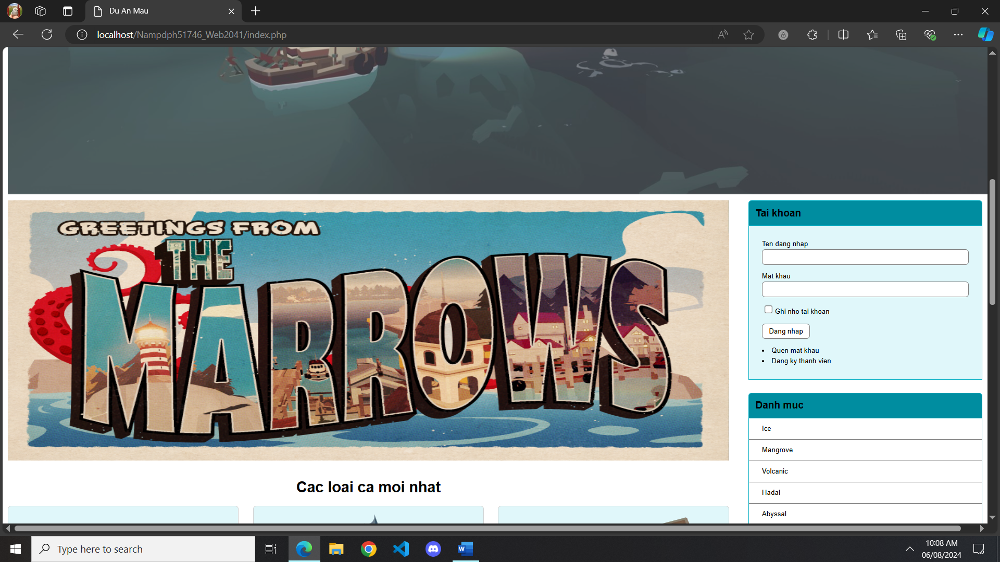 Du An Mau
localhost/Nampdph51746_Web2041/index.php
GREETINGS FROM
THE
MARROWS
Tai khoan
Ten dang nhap
Mat khau
Ghi nho tai khoan
Dang nhap
Quen mat khau
Dang ky thanh vien
Danh muc
Ice
Mangrove
Volcanic
Hadal
Abyssal
Cac loai ca moi nhat
Type here to search
10:08 AM
06/08/2024